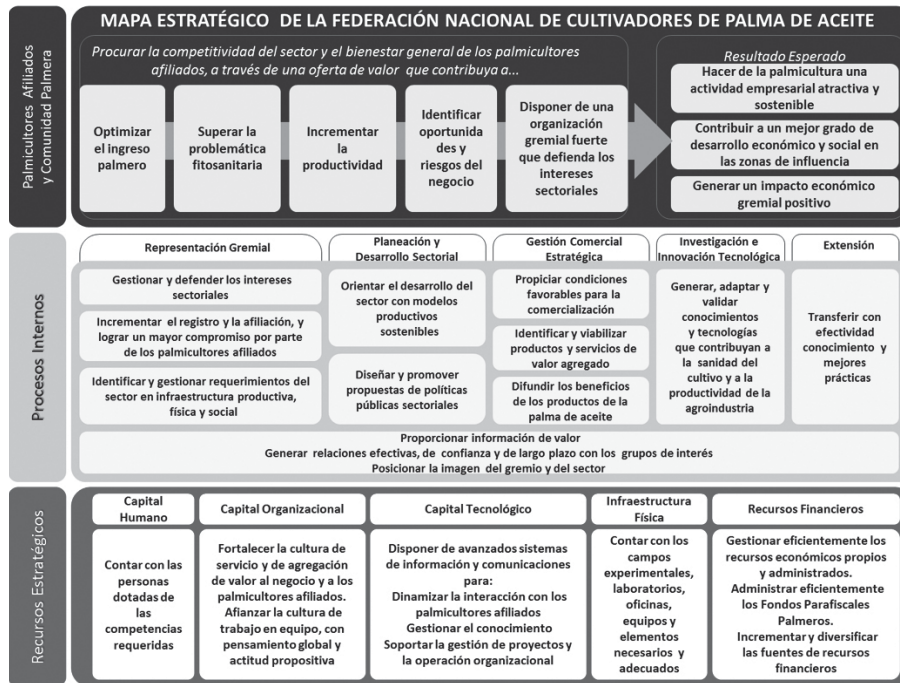 MAPA ESTRATÉGICO DE LA FEDERACIÓN NACIONAL DE CULTIVADORES DE PALMA DE ACEITE
Palmicultores Afiliados
y Comunidad Palmera
Procurar la competitividad del sector y el bienestar general de los palmicultores
afiliados, a través de una oferta de valor que contribuya a...
Optimizar
el ingreso
palmero
Superar la
problemática
fitosanitaria
Incrementar
la
productividad
Identificar
oportunida
des y
riesgos del
negocio
Disponer de una
organización
gremial fuerte
que defienda los
intereses
sectoriales
Resultado Esperado
Hacer de la palmicultura una
actividad empresarial atractiva y
sostenible
Contribuir a un mejor grado de
desarrollo económico y social en
las zonas de influencia
Generar un impacto económico
gremial positivo
Procesos Internos
Representación Gremial
Gestionar y defender los intereses
sectoriales
Incrementar el registro y la afiliación, y
lograr un mayor compromiso por parte
de los palmicultores afiliados
Identificar y gestionar requerimientos del
sector en infraestructura productiva,
física y social
Planeación y
Desarrollo Sectorial
Orientar el desarrollo del
sector con modelos
productivos
sostenibles
Diseñar y promover
propuestas de políticas
públicas sectoriales
Gestión Comercial
Estratégica
Propiciar condiciones
favorables para la
comercialización
Identificar y viabilizar
productos y servicios de
valor agregado
Difundir los beneficios
de los productos de la
palma de aceite
Investigación e
Innovación Tecnológica
Generar, adaptar y
validar
conocimientos
y tecnologías
que contribuyan a
la sanidad del
cultivo y a la
productividad de la
agroindustria
Extensión
Transferir con
efectividad
conocimiento y
mejores
prácticas
Proporcionar información de valor
Generar relaciones efectivas, de confianza y de largo plazo con los grupos de interés
Posicionar la imagen del gremio y del sector
Recursos Estratégicos
Capital
Humano
Contar con las
personas
dotadas de
las
competencias
requeridas
Capital Organizacional
Fortalecer la cultura de
servicio y de agregación
de valor al negocio y a los
palmicultores afiliados.
Afianzar la cultura de
trabajo en equipo, con
pensamiento global y
actitud propositiva
Capital Tecnológico
Disponer de avanzados sistemas
de información y comunicaciones
para:
Dinamizar la interacción con los
palmicultores afiliados
Gestionar el conocimiento
Soportar la gestión de proyectos y
la operación organizacional
Infraestructura
Física
Contar con los
campos
experimentales,
laboratorios,
oficinas,
equipos y
elementos
necesarios y
adecuados
Recursos Financieros
Gestionar eficientemente los
recursos económicos propios
y administrados.
Administrar eficientemente
los Fondos Parafiscales
Palmeros.
Incrementar y diversificar
las fuentes de recursos
financieros